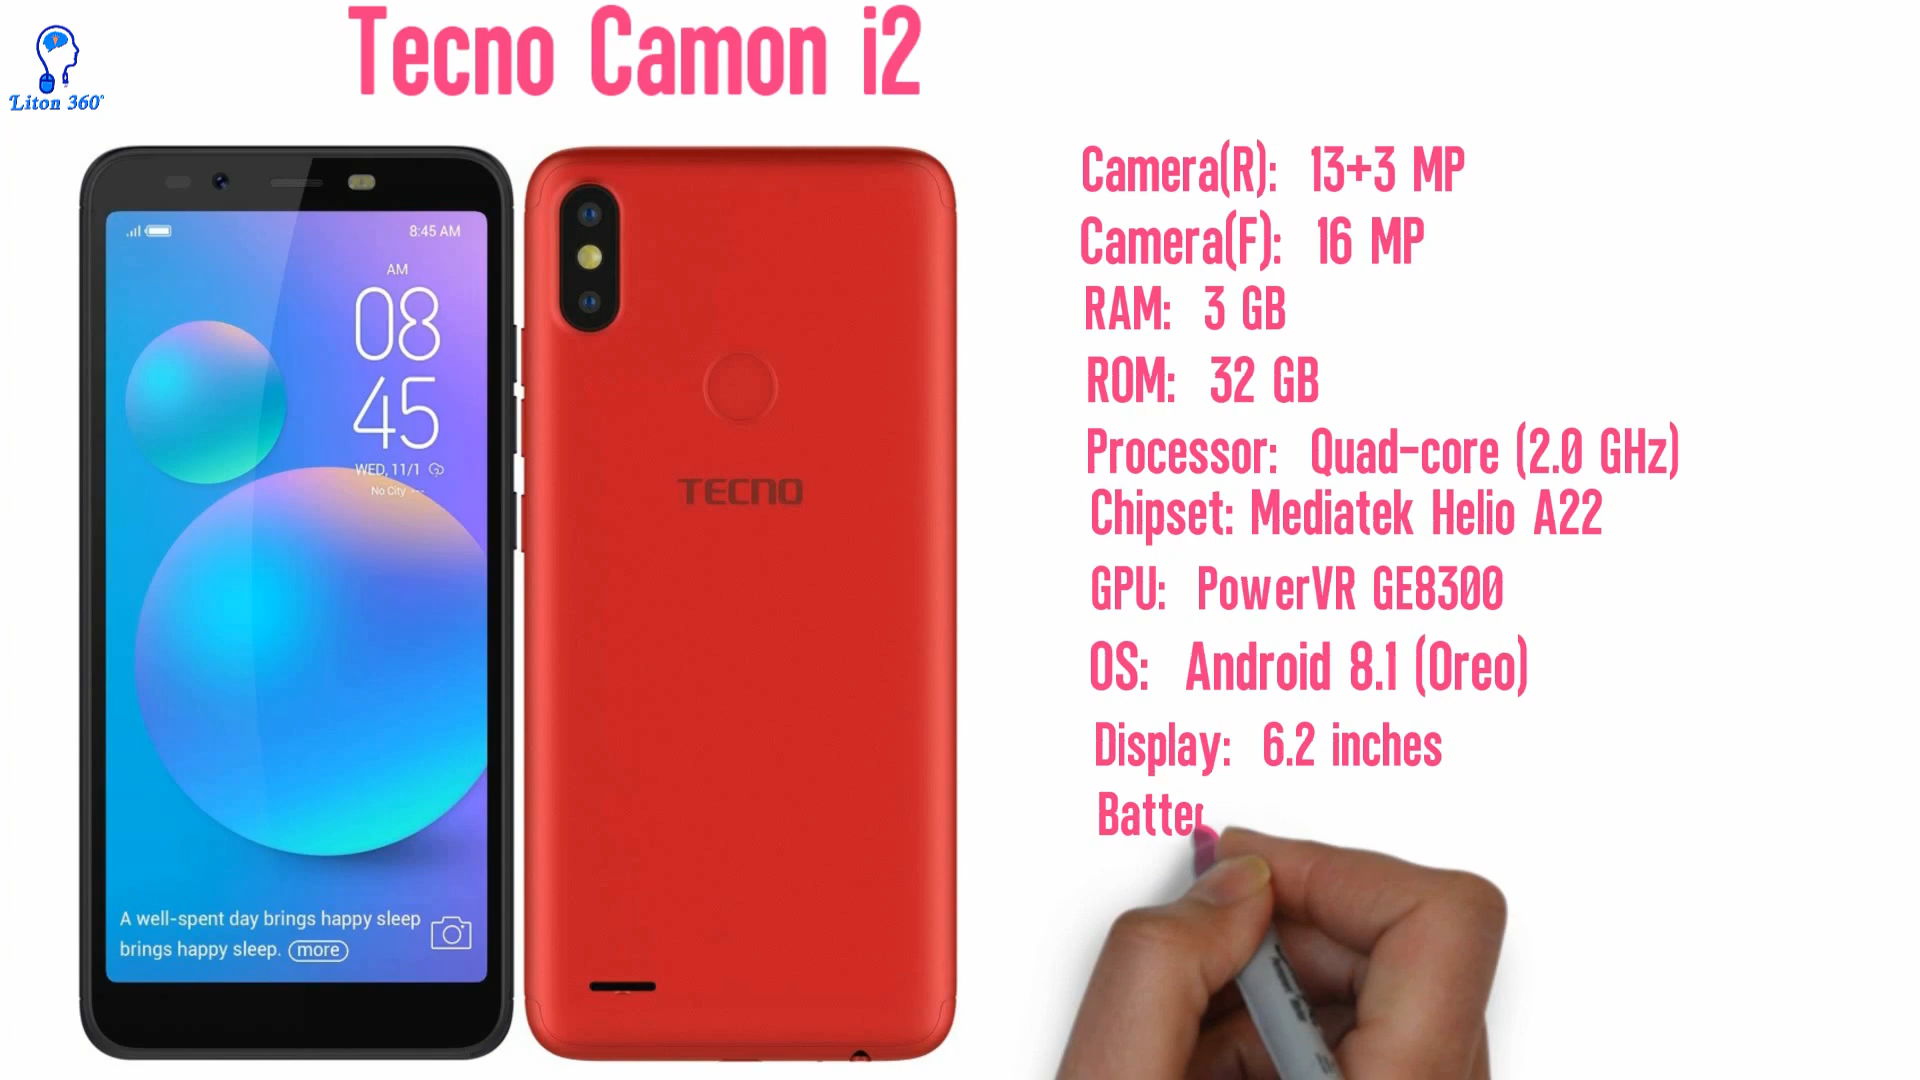 Tecno Camon i2
Liton 360°
8:45 AM
AM
08
45
WED, 11/1
No City --
A well-spent day brings happy sleep
brings happy sleep. more
TECNO
Camera(R): 13+3 MP
Camera(F): 16 MP
RAM: 3 GB
ROM: 32 GB
Processor: Quad-core (2.0 GHz)
Chipset: Mediatek Helio A22
GPU: PowerVR GE8300
OS: Android 8.1 (Oreo)
Display: 6.2 inches
Batter